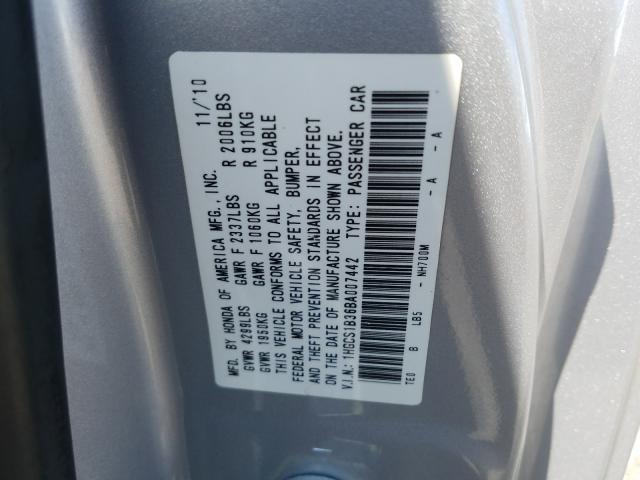 MFD. BY HONDA OF AMERICA MFG., INC. 11/'10
GVWR 4299LBS GAWR F 2337LBS R 2006LBS
GVWR 1950KG GAWR F 1060KG R 910KG
THIS VEHICLE CONFORMS TO ALL APPLICABLE
FEDERAL MOTOR VEHICLE SAFETY, BUMPER,
AND THEFT PREVENTION STANDARDS IN EFFECT
ON THE DATE OF MANUFACTURE SHOWN ABOVE.
V.I.N.: 1HGCS1B36BA007442 TYPE: PASSENGER CAR
TE0 B LB5 - NH700M - A - A